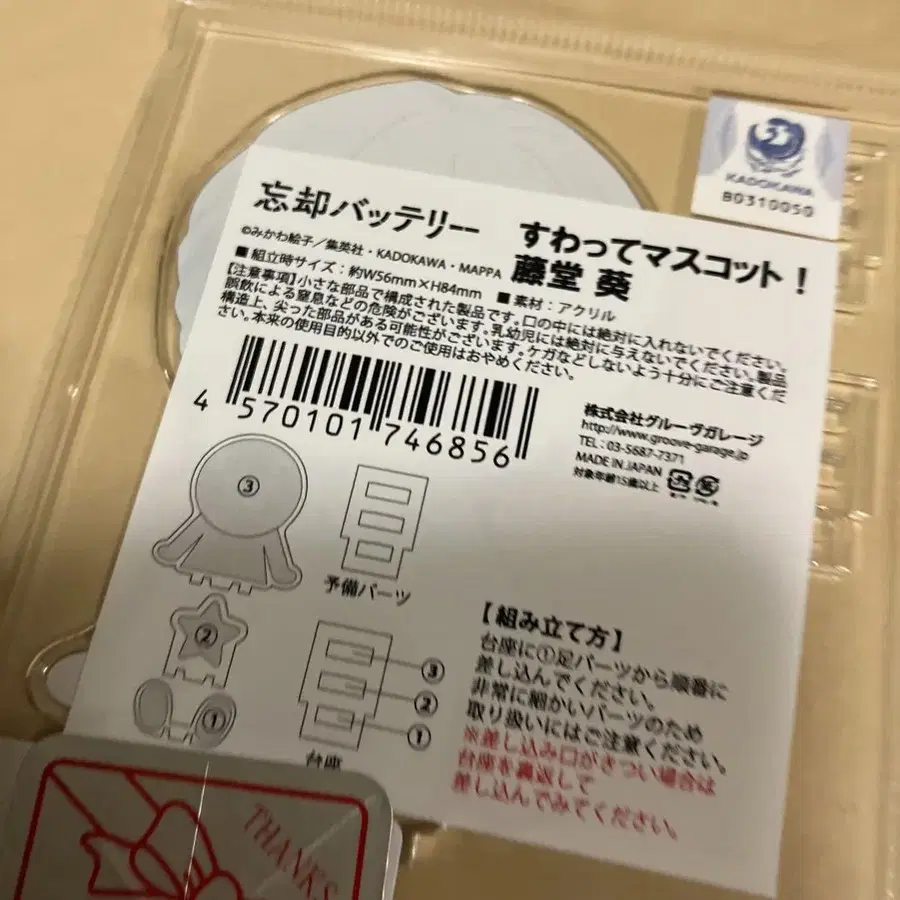 KADOKAWA
B0310050
忘却バッテリー すわってマスコット！
©みかわ絵子／集英社・KADOKAWA・MAPPA 藤堂 葵
■ 組立時サイズ：約W56mm×H84mm ■ 素材：アクリル
【注意事項】小さな部品で構成された製品です。口の中には絶対に入れないでください。
誤飲による窒息などの危険がございます。乳幼児には絶対に与えないでください。製品
構造上、尖った部品がある可能性がございます。ケガなどしないよう十分にご注意くだ
さい。本来の使用目的以外でのご使用はおやめください。
4 570101 746856
株式会社グルーヴガレージ
http://www.groove-garage.jp
TEL：03-5687-7371
MADE IN JAPAN
対象年齢15歳以上
③
予備パーツ
②
①
③
②
①
台座
【組み立て方】
台座に①足パーツから順番に
差し込んでください。
非常に細かいパーツのため
取り扱いにはご注意ください。
※差し込み口がきつい場合は
台座を裏返して
差し込んでみてください。
THANKS